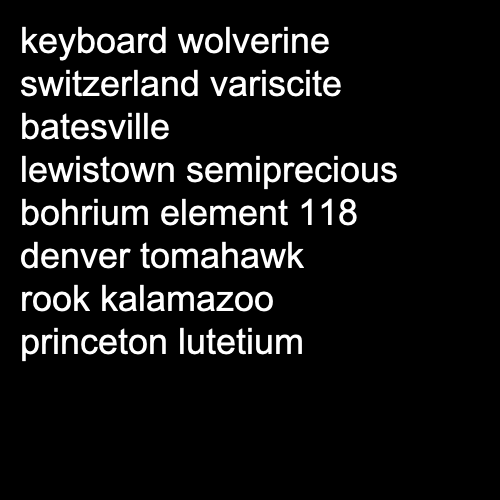 keyboard wolverine
switzerland variscite
batesville
lewistown semiprecious
bohrium element 118
denver tomahawk
rook kalamazoo
princeton lutetium